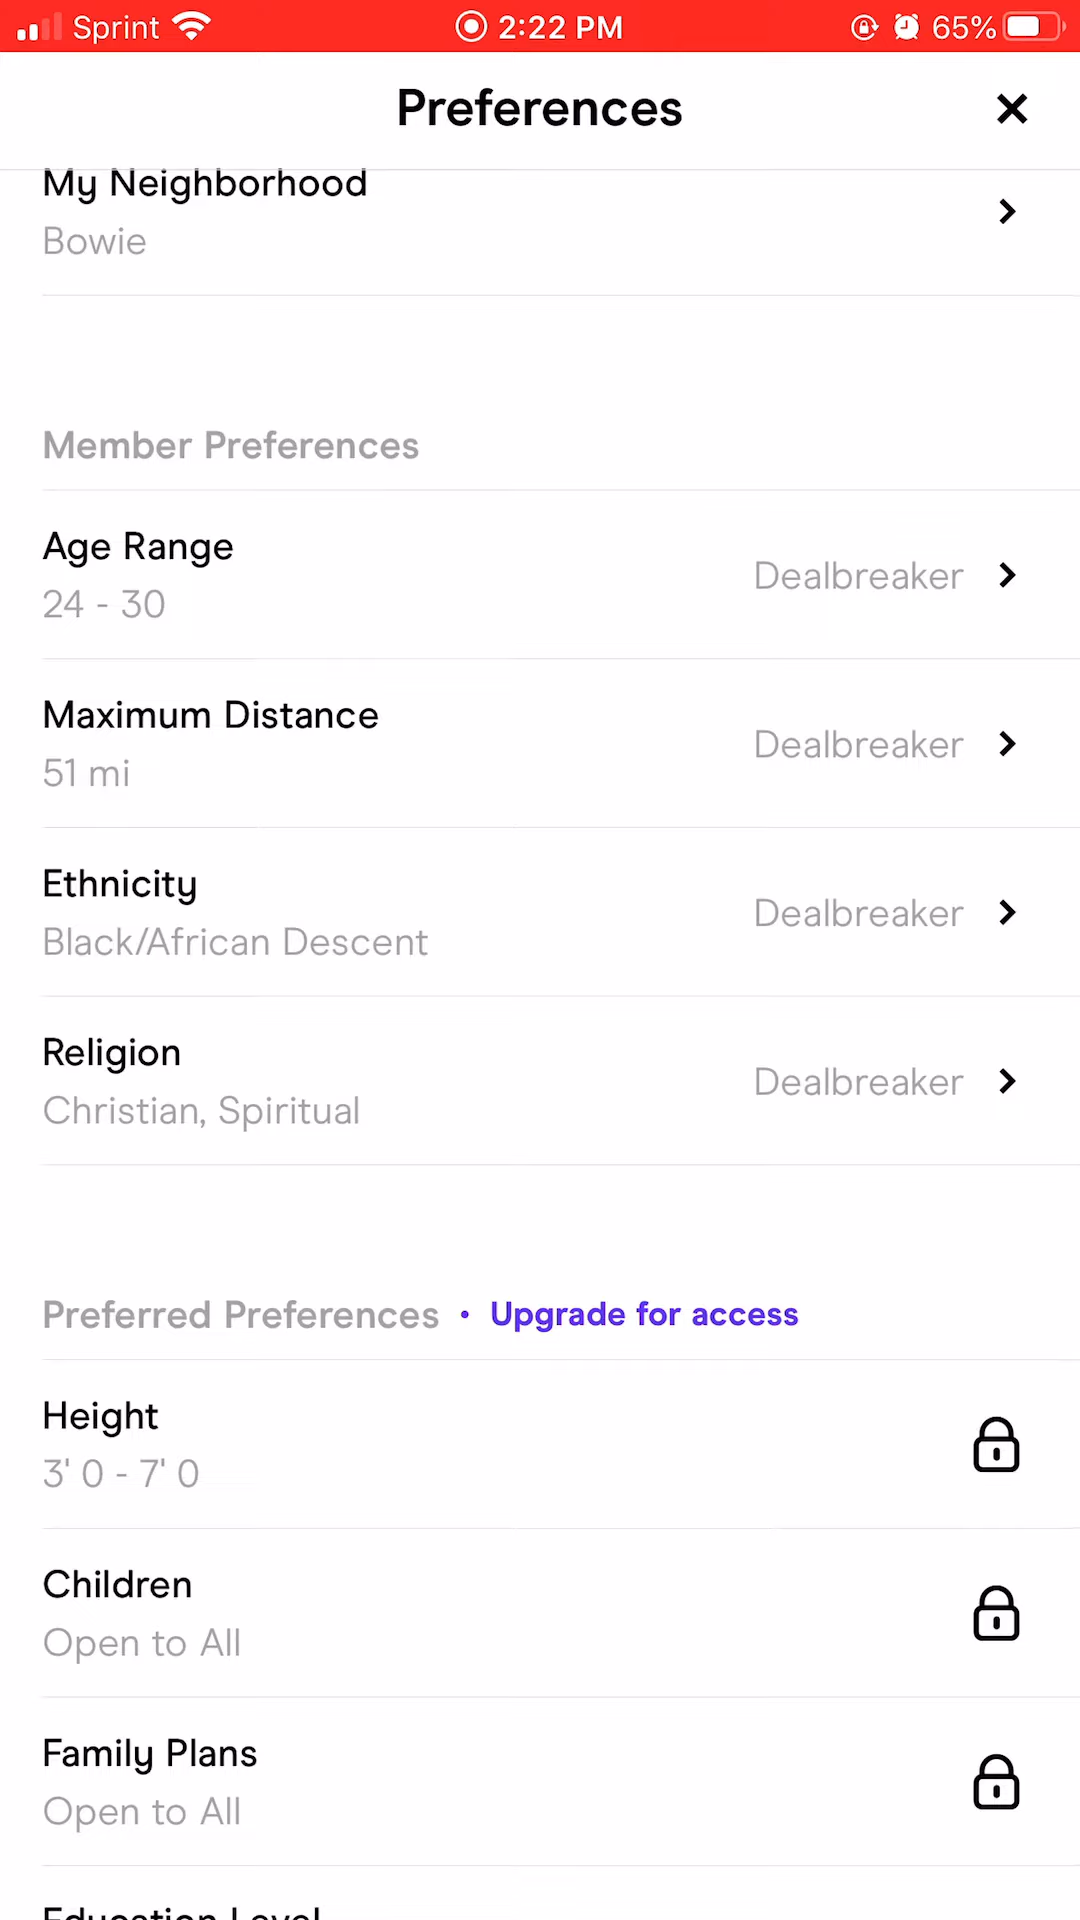 Sprint 2:22 PM 65%
Preferences
My Neighborhood
Bowie
Member Preferences
Age Range
24 - 30
Dealbreaker
Maximum Distance
51 mi
Dealbreaker
Ethnicity
Black/African Descent
Dealbreaker
Religion
Christian, Spiritual
Dealbreaker
Preferred Preferences • Upgrade for access
Height
3' 0 - 7' 0
Children
Open to All
Family Plans
Open to All
Education Level